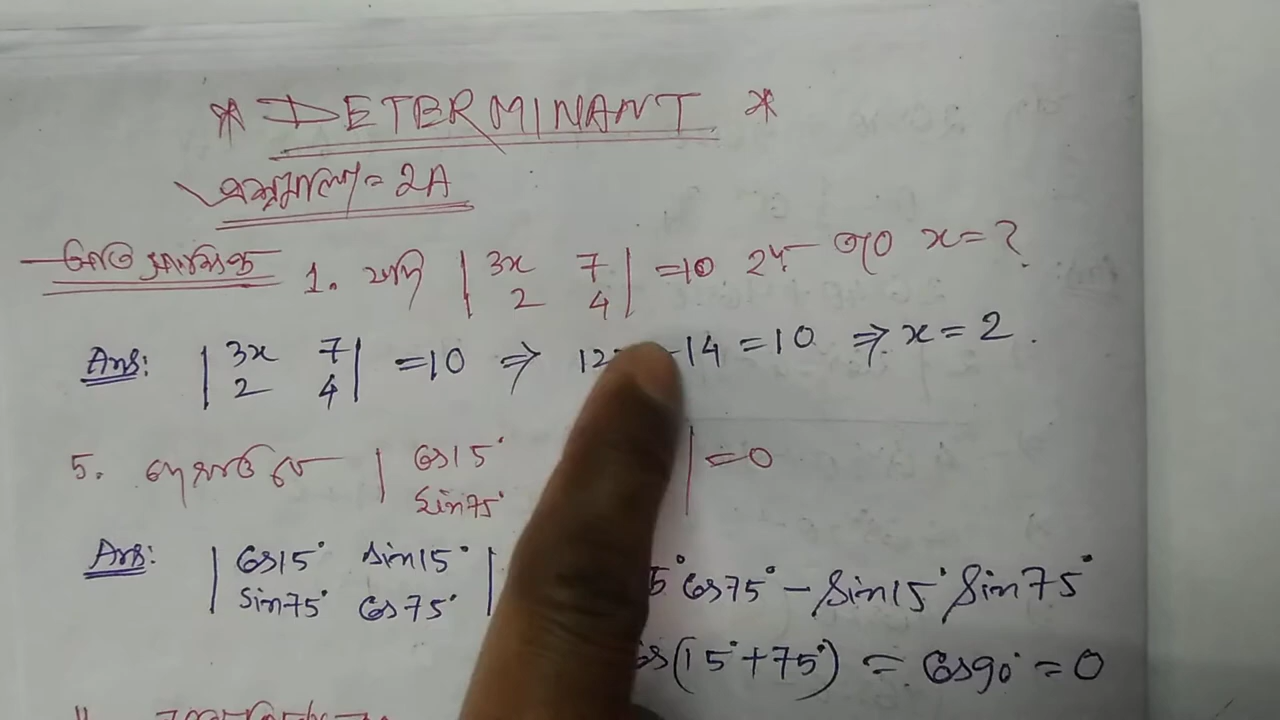 * DETERMINANT *
প্রশ্নমালা = 2A
অতি সংক্ষিপ্ত 1. যদি | 3x 7 | = 10 হয় তবে x = ?
2 4
Ans: | 3x 7 | = 10 ⇒ 12 - 14 = 10 ⇒ x = 2.
2 4
5. দেখাও যে | cos15° | = 0
sin75°
Ans: | cos15° sin15° | 5° cos75° - sin15° sin75°
sin75° cos75°
(15° + 75°) = cos90° = 0